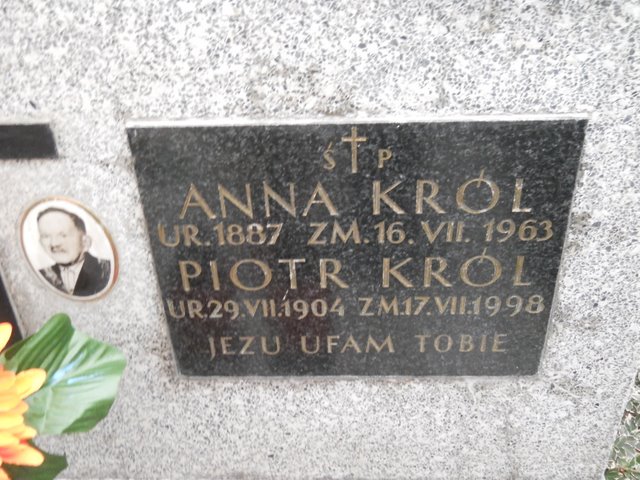 Ś P
ANNA KRÓL
UR. 1887 ZM. 16. VII. 1963
PIOTR KRÓL
UR. 29. VII. 1904 ZM. 17. VII. 1998
JEZU UFAM TOBIE